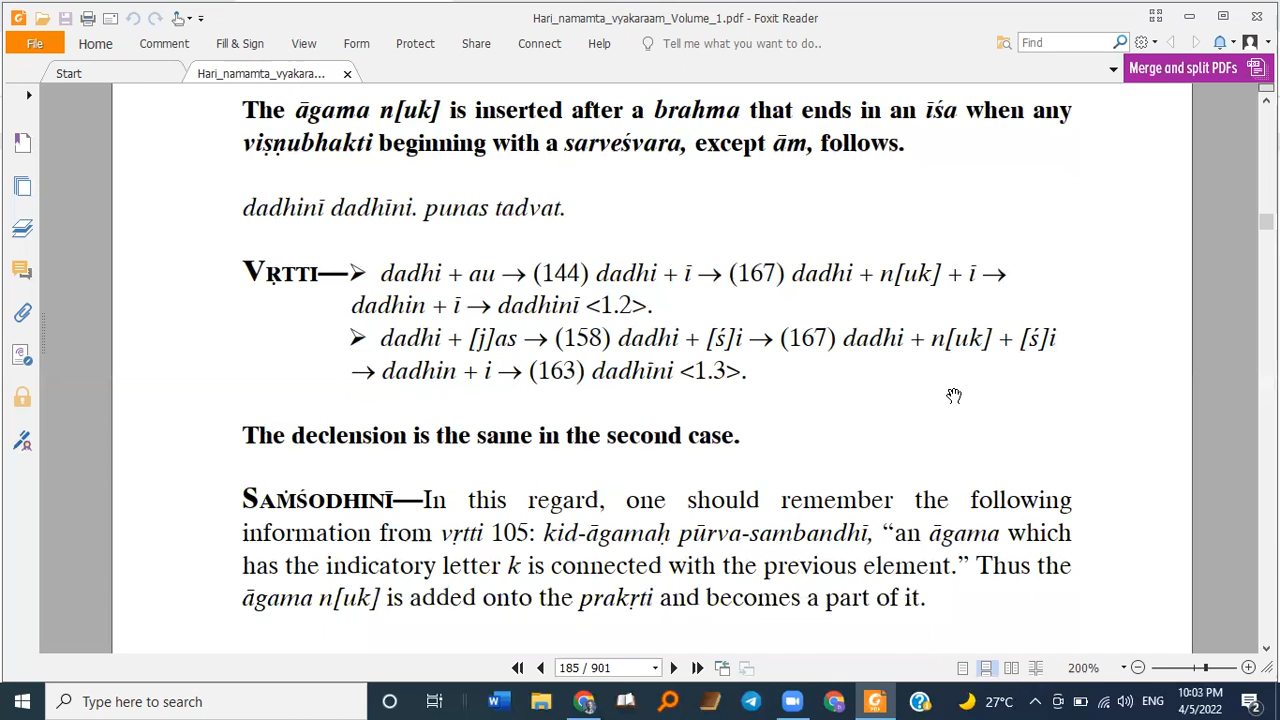 Hari_namamta_vyakaraam_Volume_1.pdf - Foxit Reader
File Home Comment Fill & Sign View Form Protect Share Connect Help Tell me what you want to do.. Find
Start Hari_namamta_vyakara... Merge and split PDFs
The āgama n[uk] is inserted after a brahma that ends in an īśa when any
viṣṇubhakti beginning with a sarveśvara, except ām, follows.
dadhinī dadhīni. punas tadvat.
VṚTTI—➢ dadhi + au → (144) dadhi + ī → (167) dadhi + n[uk] + ī →
dadhin + ī → dadhinī <1.2>.
➢ dadhi + [j]as → (158) dadhi + [ś]i → (167) dadhi + n[uk] + [ś]i
→ dadhin + i → (163) dadhīni <1.3>.
The declension is the same in the second case.
SAṀŚODHINĪ—In this regard, one should remember the following
information from vṛtti 105: kid-āgamaḥ pūrva-sambandhī, “an āgama which
has the indicatory letter k is connected with the previous element.” Thus the
āgama n[uk] is added onto the prakṛti and becomes a part of it.
185 / 901 200%
Type here to search 27°C ENG 10:03 PM 4/5/2022 2